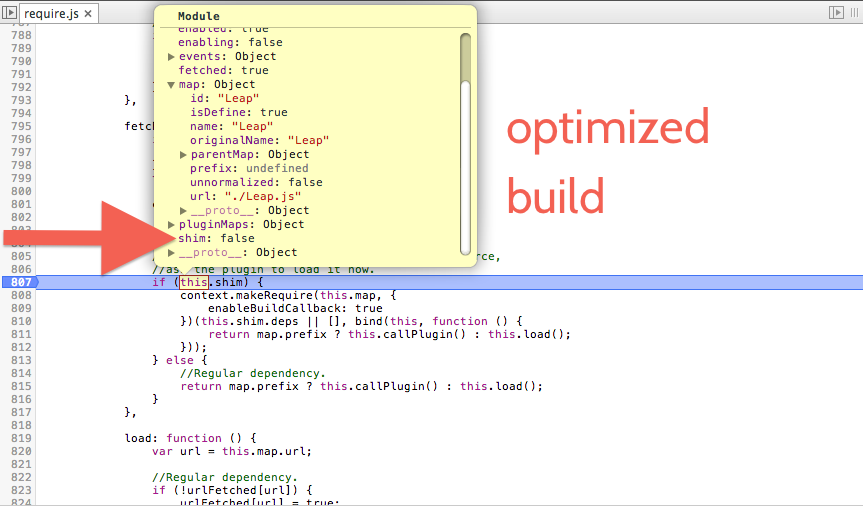 require.js ×
Module
enabled: true
enabling: false
▶ events: Object
fetched: true
▼ map: Object
id: "Leap"
isDefine: true
name: "Leap"
originalName: "Leap"
▶ parentMap: Object
prefix: undefined
unnormalized: false
url: "./Leap.js"
▶ __proto__: Object
▶ pluginMaps: Object
shim: false
▶ __proto__: Object
optimized
build
788
789
790
791
792
793 },
794
795 fetch
796
797
798
799
800
801
802
803
805 rce,
806 //ask the plugin to load it now.
807 if (this.shim) {
808 context.makeRequire(this.map, {
809 enableBuildCallback: true
810 })(this.shim.deps || [], bind(this, function () {
811 return map.prefix ? this.callPlugin() : this.load();
812 }));
813 } else {
814 //Regular dependency.
815 return map.prefix ? this.callPlugin() : this.load();
816 }
817 },
818
819 load: function () {
820 var url = this.map.url;
821
822 //Regular dependency.
823 if (!urlFetched[url]) {
824 urlFetched[url] = true;